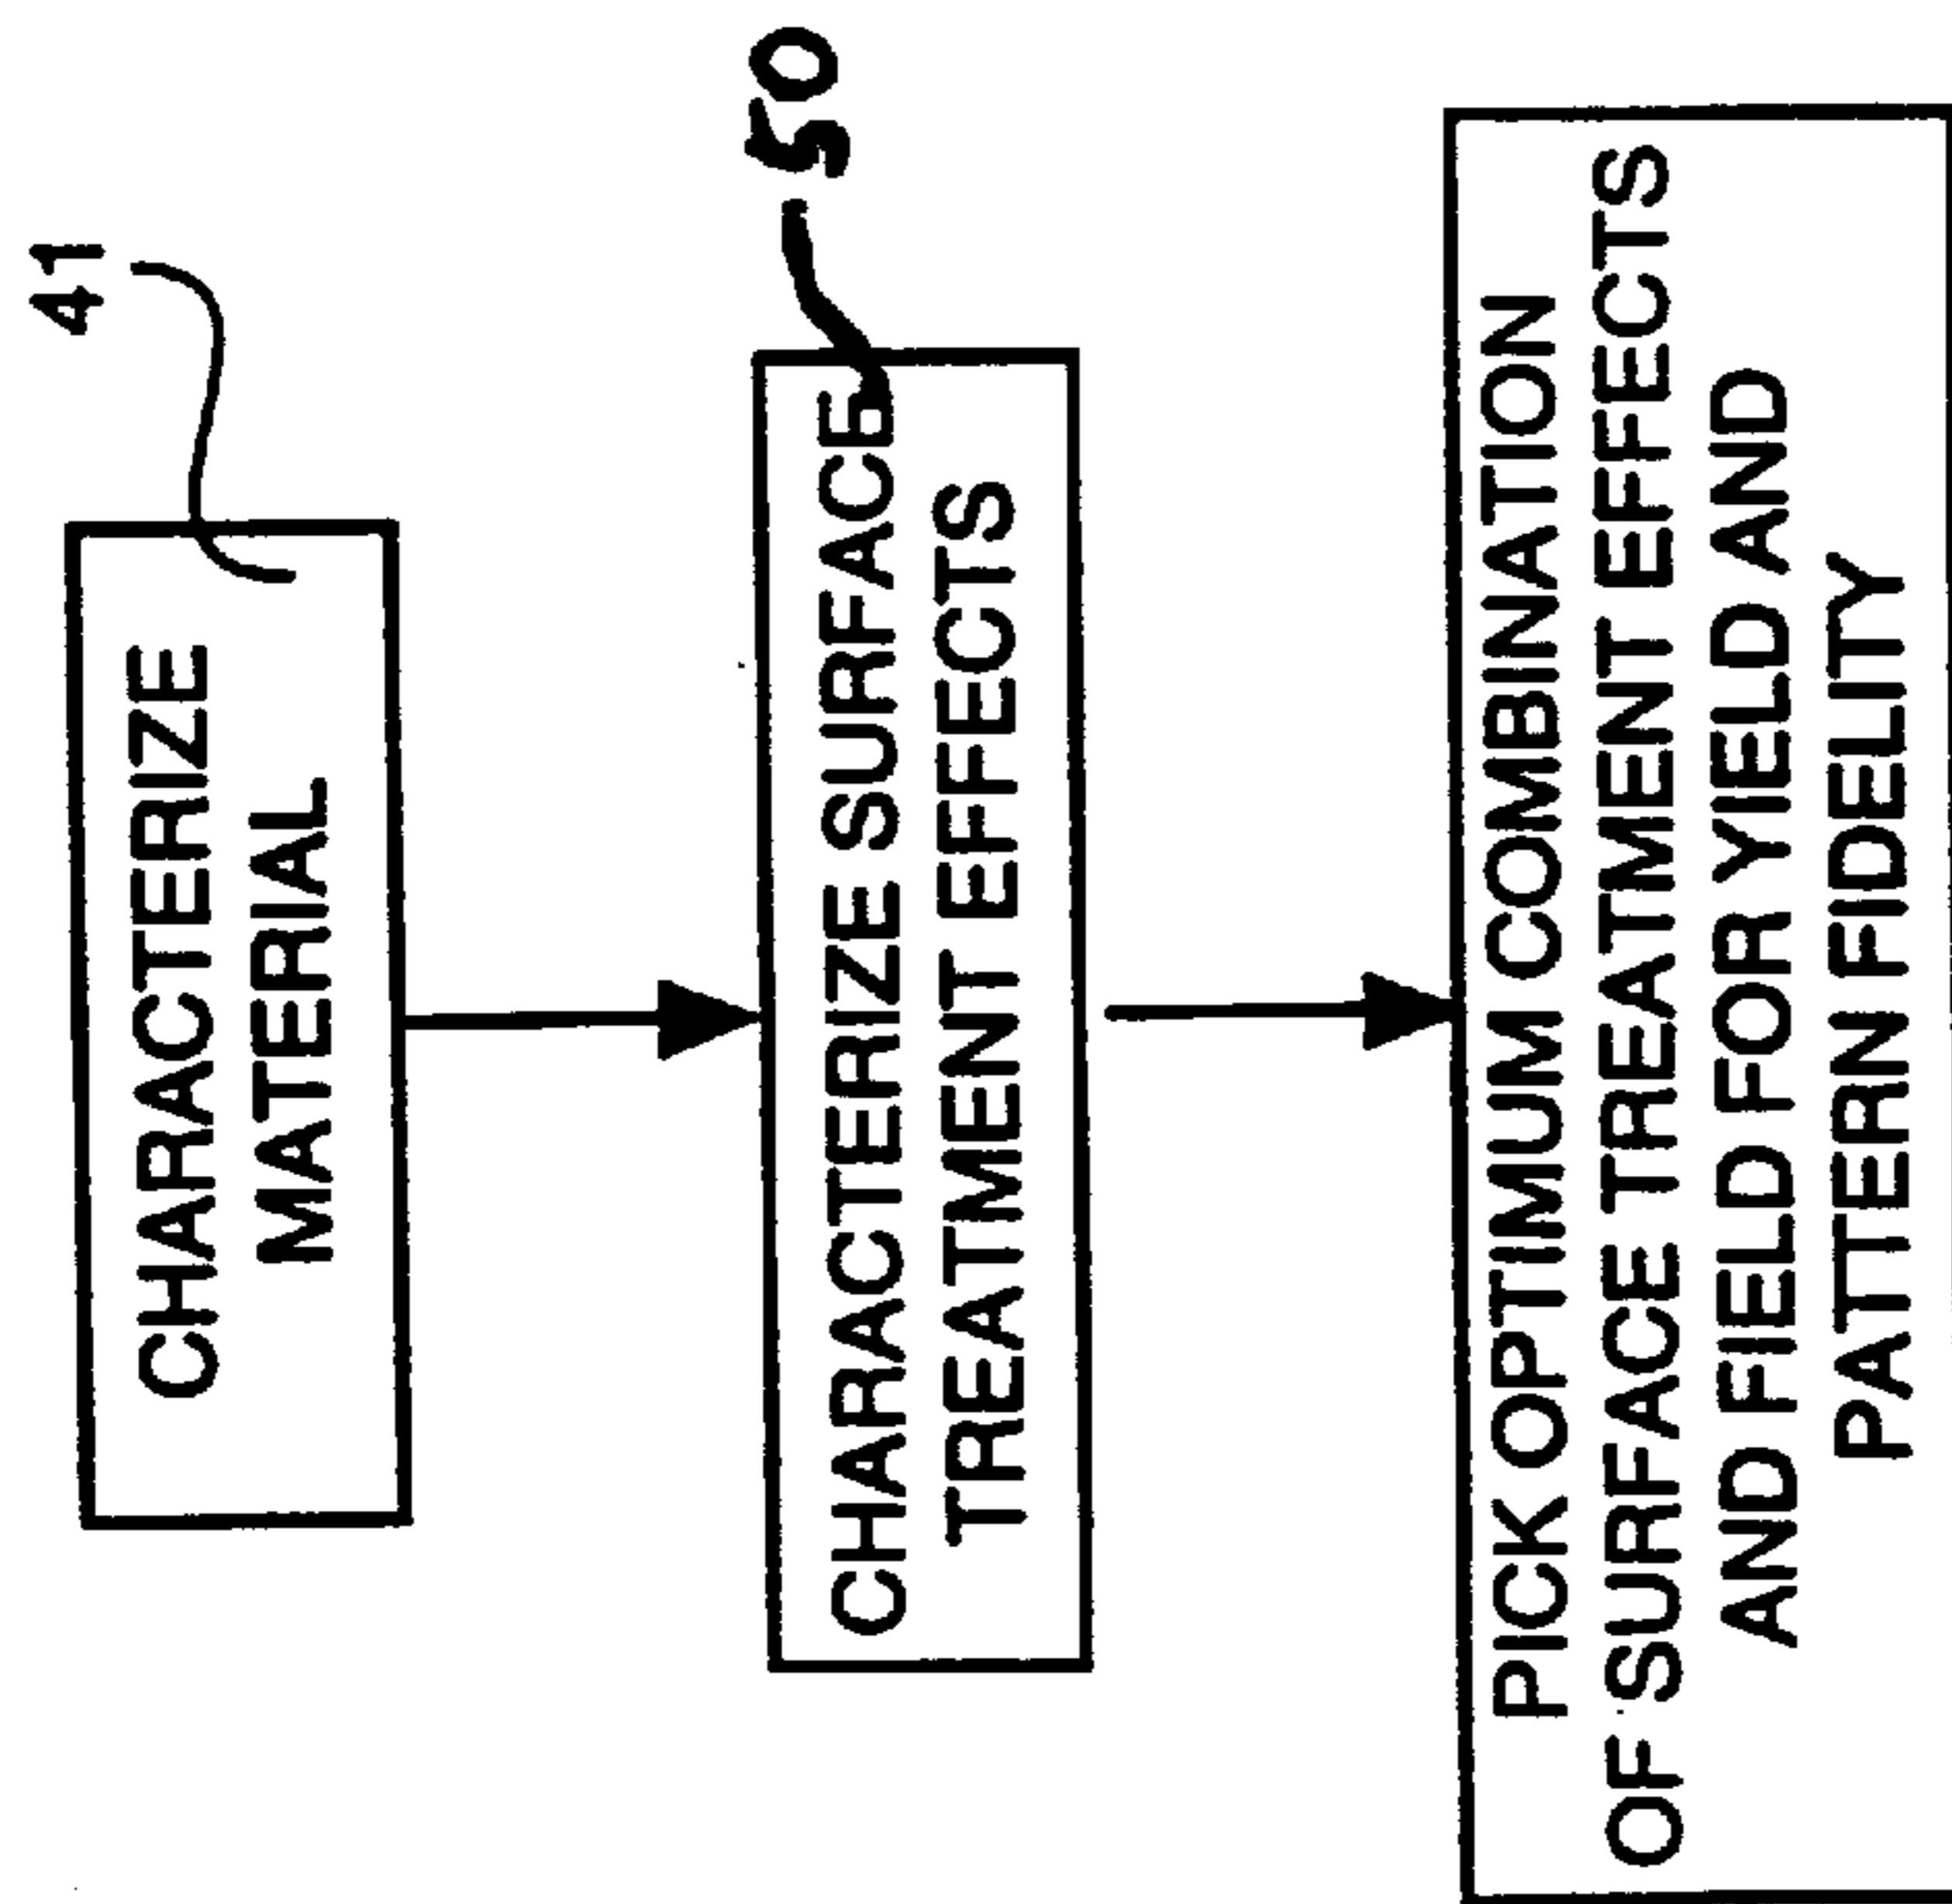 41
CHARACTERIZE
MATERIAL
50
CHARACTERIZE SURFACE
TREATMENT EFFECTS
PICK OPTIMUM COMBINATION
OF SURFACE TREATMENT EFFECTS
AND FIELD FOR YIELD AND
PATTERN FIDELITY